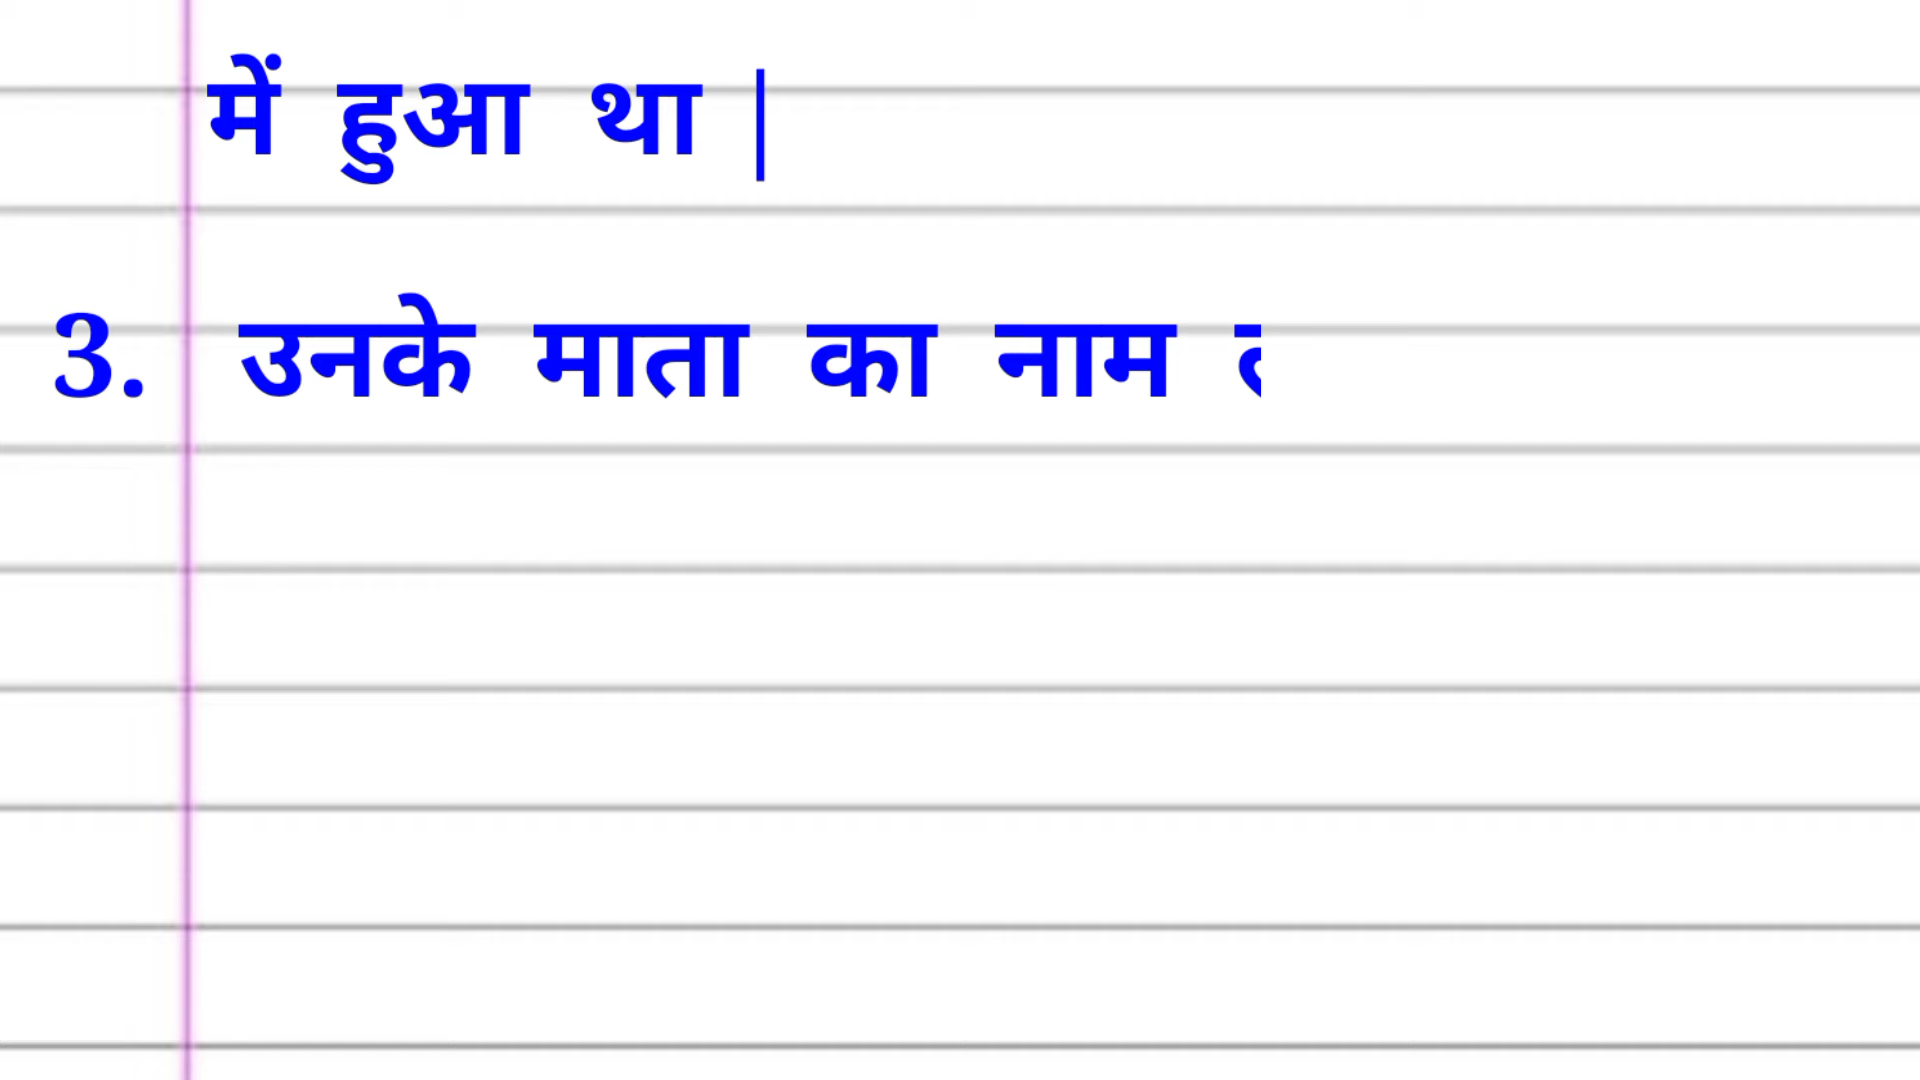 में हुआ था |
3. उनके माता का नाम